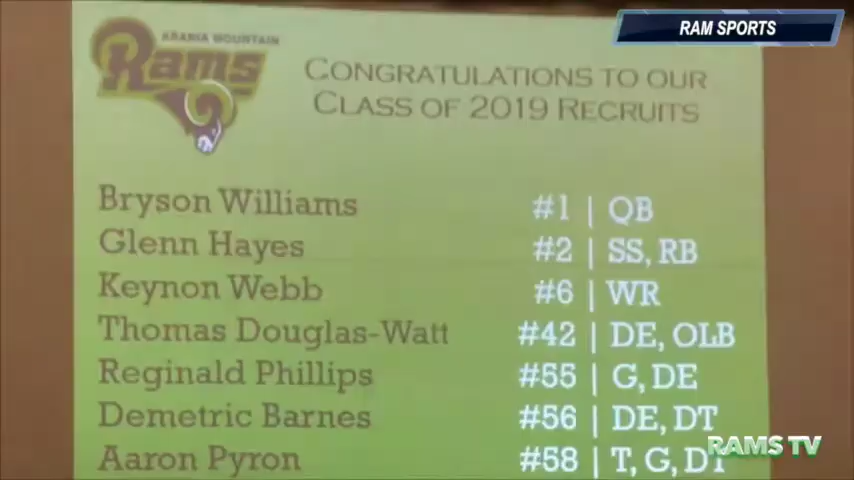 RAM SPORTS
ARABIA MOUNTAIN
Rams
CONGRATULATIONS TO OUR
CLASS OF 2019 RECRUITS
Bryson Williams #1 | QB
Glenn Hayes #2 | SS, RB
Keynon Webb #6 | WR
Thomas Douglas-Watt #42 | DE, OLB
Reginald Phillips #55 | G, DE
Demetric Barnes #56 | DE, DT
Aaron Pyron #58 | T, G, DT
RAMS TV